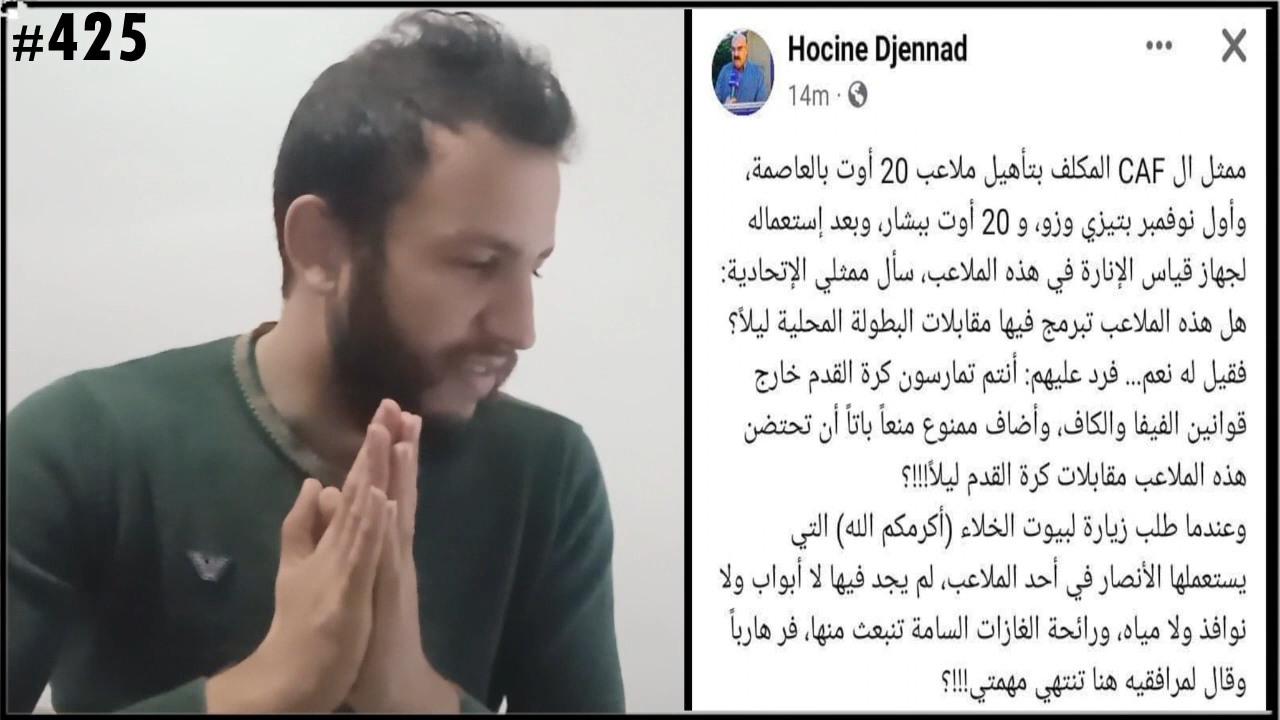 #425
Hocine Djennad
14m
ممثل ال CAF المكلف بتأهيل ملاعب 20 أوت بالعاصمة،
وأول نوفمبر بتيزي وزو، و 20 أوت ببشار، وبعد إستعماله
لجهاز قياس الإنارة في هذه الملاعب، سأل ممثلي الإتحادية:
هل هذه الملاعب تبرمج فيها مقابلات البطولة المحلية ليلاً؟
فقيل له نعم... فرد عليهم: أنتم تمارسون كرة القدم خارج
قوانين الفيفا والكاف، وأضاف ممنوع منعاً باتاً أن تحتضن
هذه الملاعب مقابلات كرة القدم ليلاً!!!؟
وعندما طلب زيارة لبيوت الخلاء (أكرمكم الله) التي
يستعملها الأنصار في أحد الملاعب، لم يجد فيها لا أبواب ولا
نوافذ ولا مياه، ورائحة الغازات السامة تنبعث منها، فر هارباً
وقال لمرافقيه هنا تنتهي مهمتي!!!؟